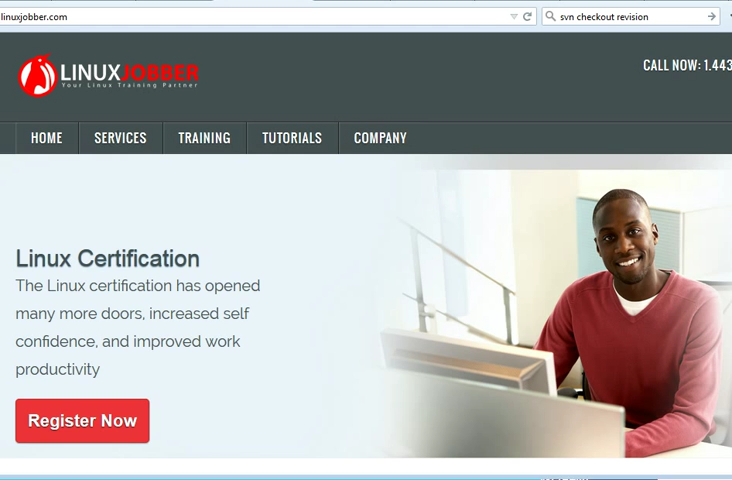 linuxjobber.com
svn checkout revision
LINUXJOBBER
Your Linux Training Partner
CALL NOW: 1.443
HOME SERVICES TRAINING TUTORIALS COMPANY
Linux Certification
The Linux certification has opened
many more doors, increased self
confidence, and improved work
productivity
Register Now